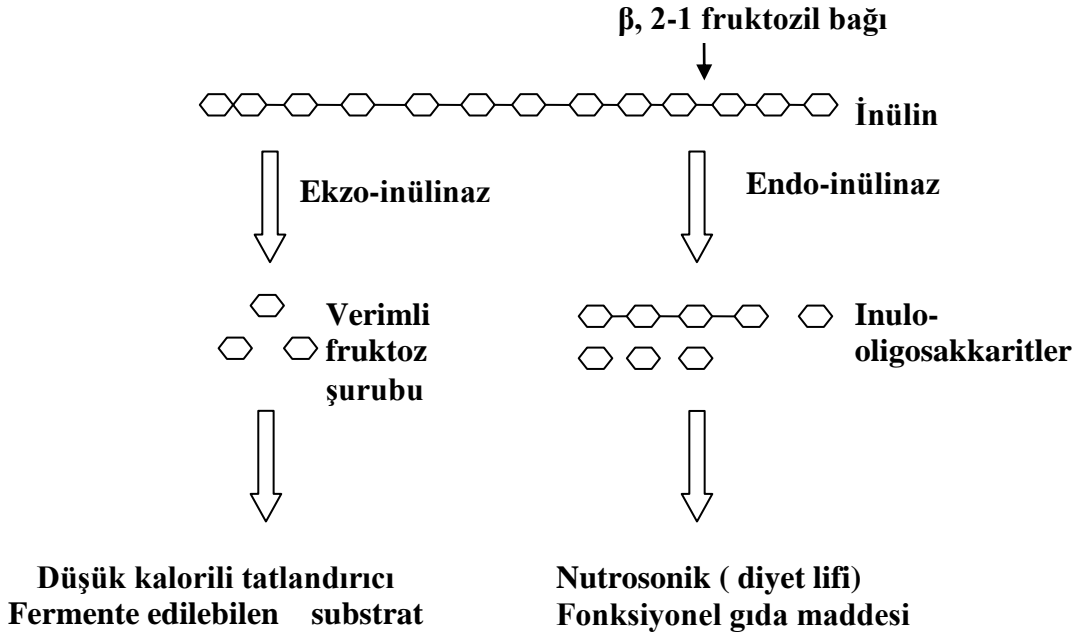 β, 2-1 fruktozil bağı
İnülin
Ekzo-inülinaz
Endo-inülinaz
Verimli
fruktoz
şurubu
Inulo-
oligosakkaritler
Düşük kalorili tatlandırıcı
Fermente edilebilen substrat
Nutrosonik ( diyet lifi)
Fonksiyonel gıda maddesi